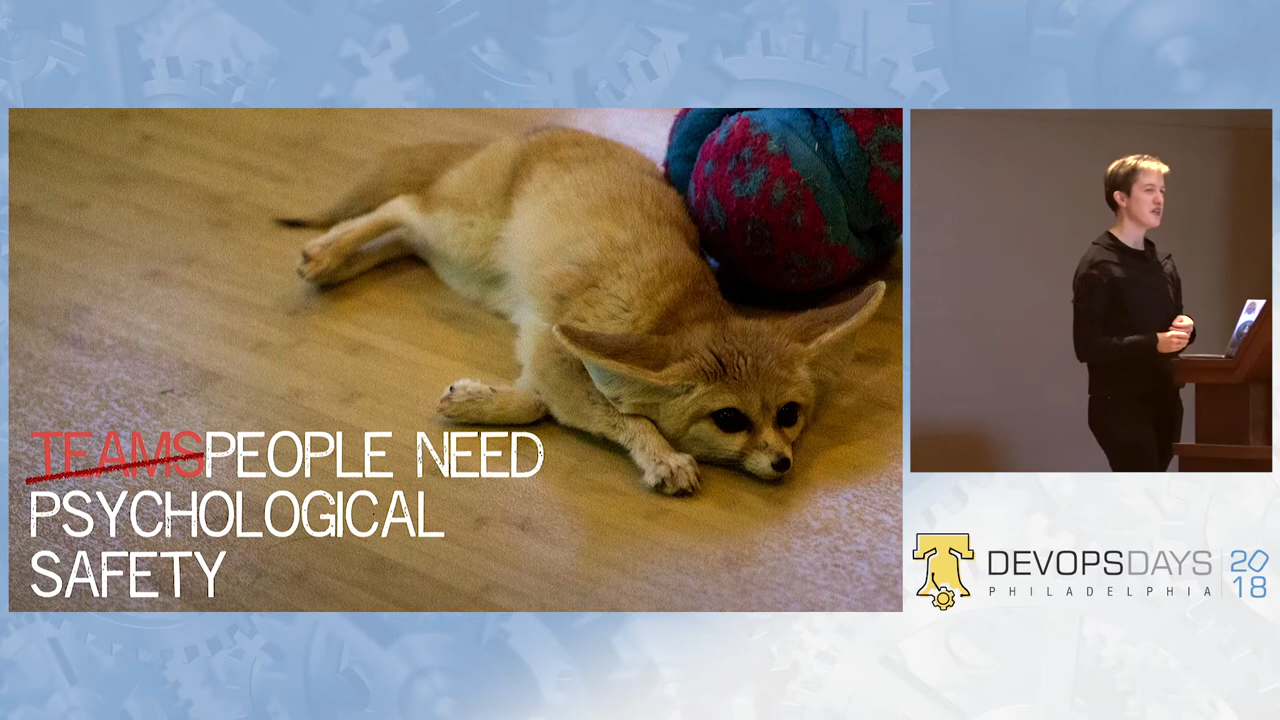 TEAMSPEOPLE NEED
PSYCHOLOGICAL
SAFETY
DEVOPSDAYS
PHILADELPHIA
2018